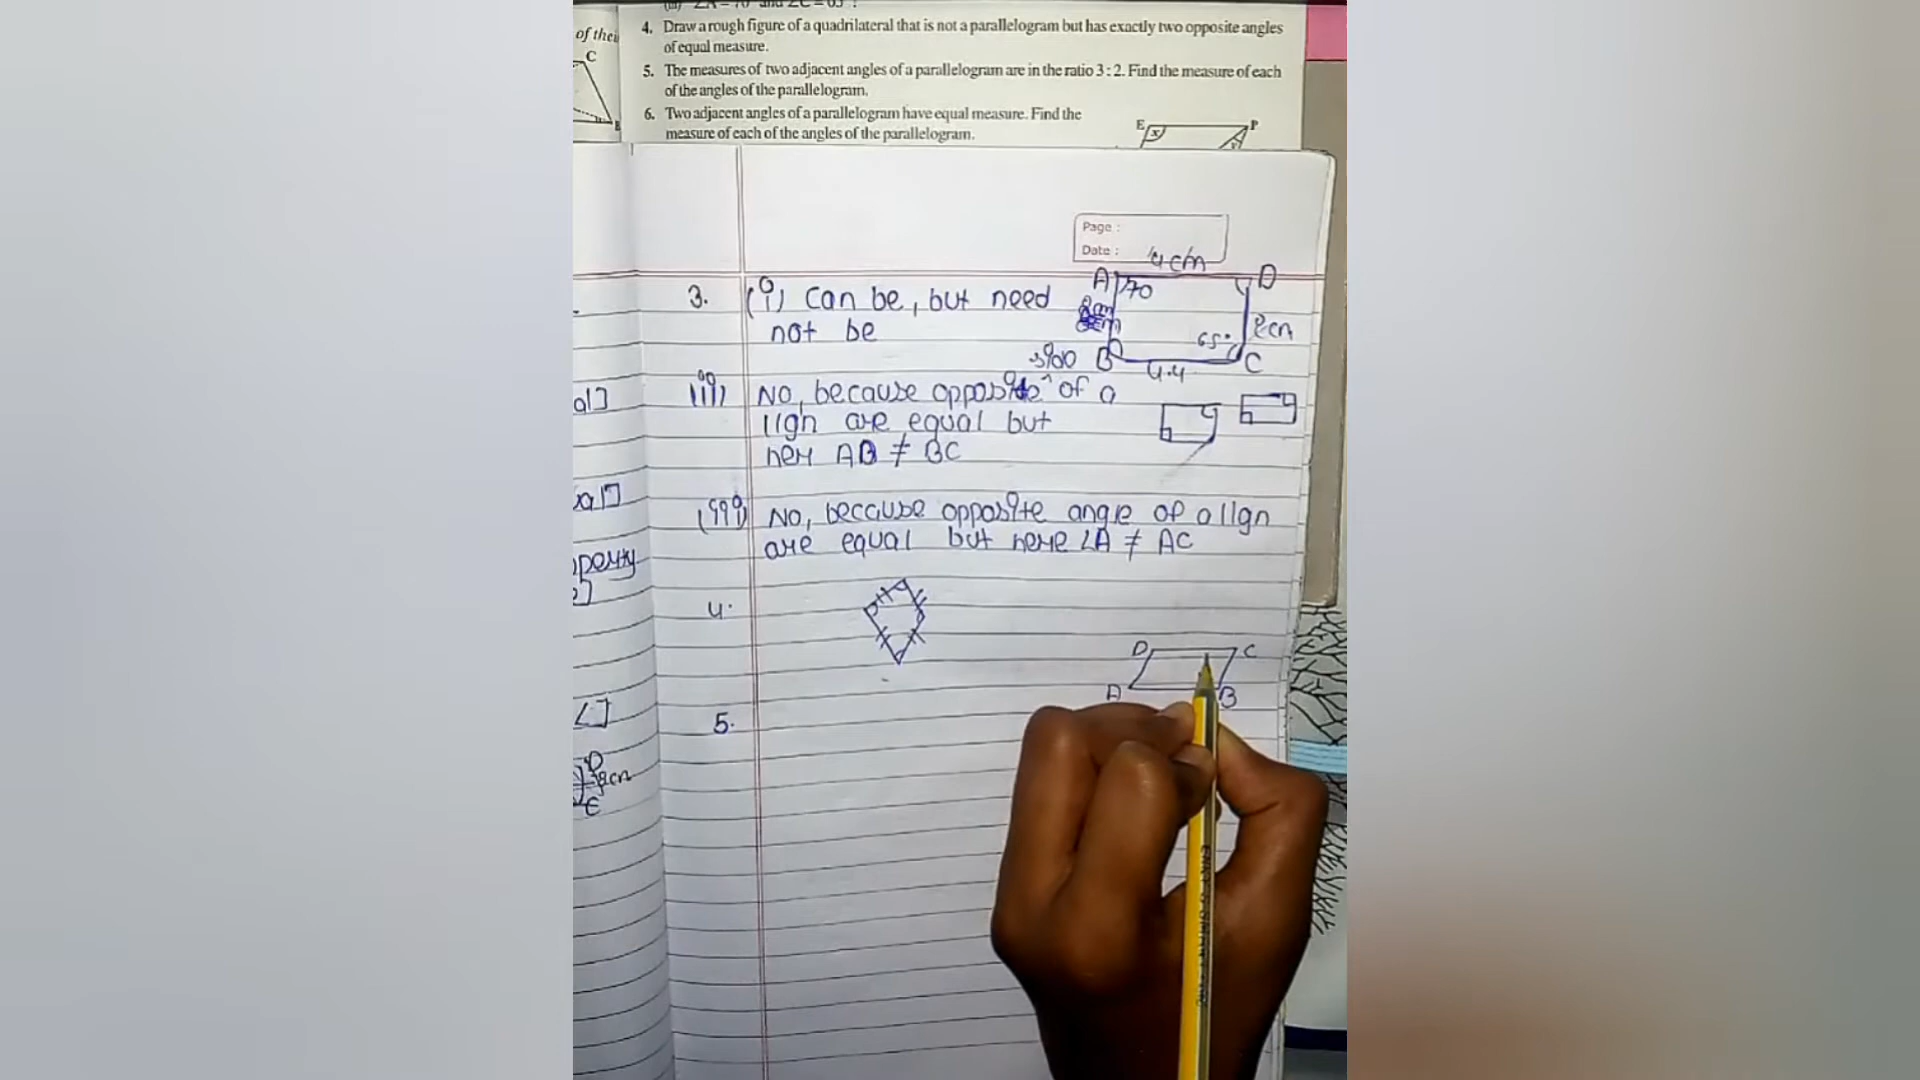 of their
C
4. Draw a rough figure of a quadrilateral that is not a parallelogram but has exactly two opposite angles
of equal measure.
5. The measures of two adjacent angles of a parallelogram are in the ratio 3 : 2. Find the measure of each
of the angles of the parallelogram.
6. Two adjacent angles of a parallelogram have equal measure. Find the
measure of each of the angles of the parallelogram.
E
x
P
Page :
Date :
4cm
A
70
D
3. (i) can be, but need
not be
8cm
65°
B
4.4
C
(ii) No, because opposite of a
llgn are equal but
here AB ≠ BC
(iii) No, because opposite angle of a llgn
are equal but here ∠A ≠ AC
4.
D
C
A
B
5.
D
8cm
C